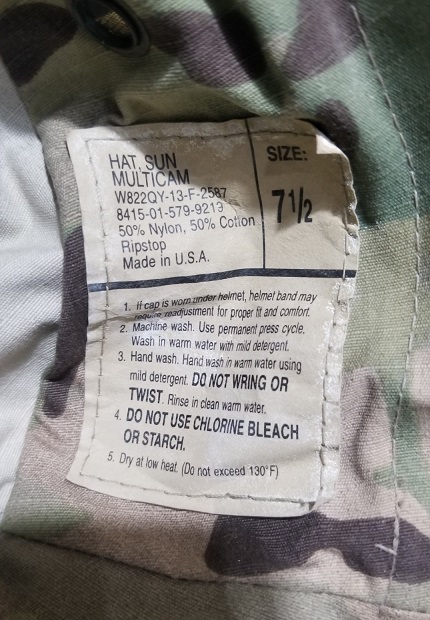 HAT, SUN
MULTICAM
W822QY-13-F-2587
8415-01-579-9213
50% Nylon, 50% Cotton
Ripstop
Made in U.S.A.
SIZE:
7 1/2
1. If cap is worn under helmet, helmet band may
require readjustment for proper fit and comfort.
2. Machine wash. Use permanent press cycle.
Wash in warm water with mild detergent.
3. Hand wash. Hand wash in warm water using
mild detergent. DO NOT WRING OR
TWIST. Rinse in clean warm water.
4. DO NOT USE CHLORINE BLEACH
OR STARCH.
5. Dry at low heat. (Do not exceed 130°F)